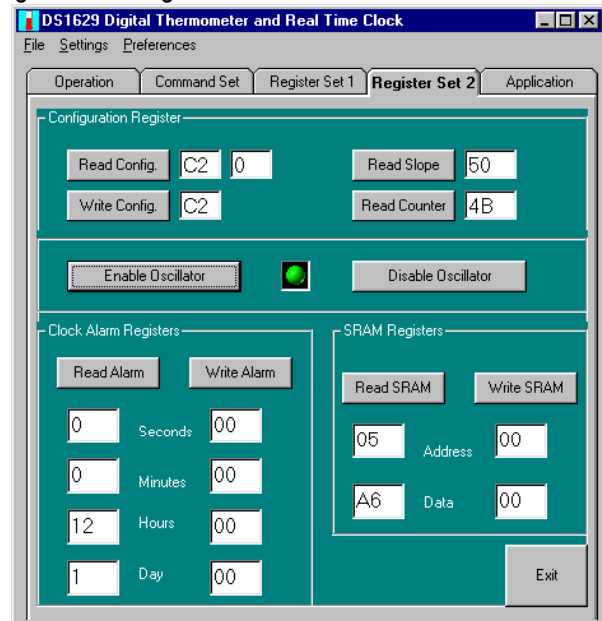 DS1629 Digital Thermometer and Real Time Clock
File Settings Preferences
Operation Command Set Register Set 1 Register Set 2 Application
Configuration Register
Read Config. C2 0 Read Slope 50
Write Config. C2 Read Counter 4B
Enable Oscillator Disable Oscillator
Clock Alarm Registers
Read Alarm Write Alarm
0 Seconds 00
0 Minutes 00
12 Hours 00
1 Day 00
SRAM Registers
Read SRAM Write SRAM
05 Address 00
A6 Data 00
Exit